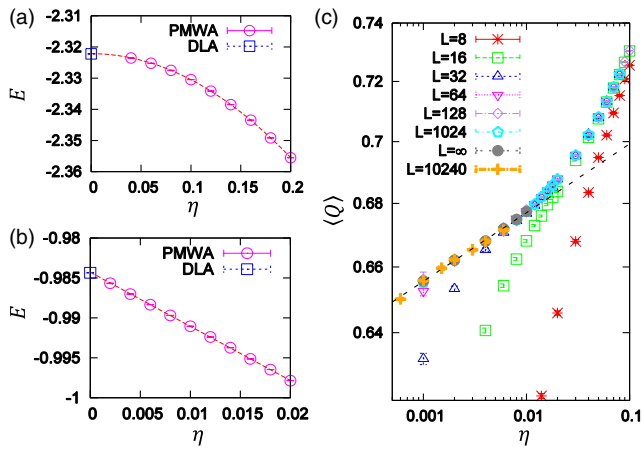 (a)
PMWA
DLA
E
-2.31
-2.32
-2.33
-2.34
-2.35
-2.36
0 0.05 0.10 0.15 0.2
η
(b)
PMWA
DLA
E
-0.98
-0.985
-0.99
-0.995
-1
0 0.005 0.01 0.015 0.02
η
(c)
L=8
L=16
L=32
L=64
L=128
L=1024
L=∞
L=10240
⟨Q⟩
0.74
0.72
0.7
0.68
0.66
0.64
0.001 0.01 0.1
η